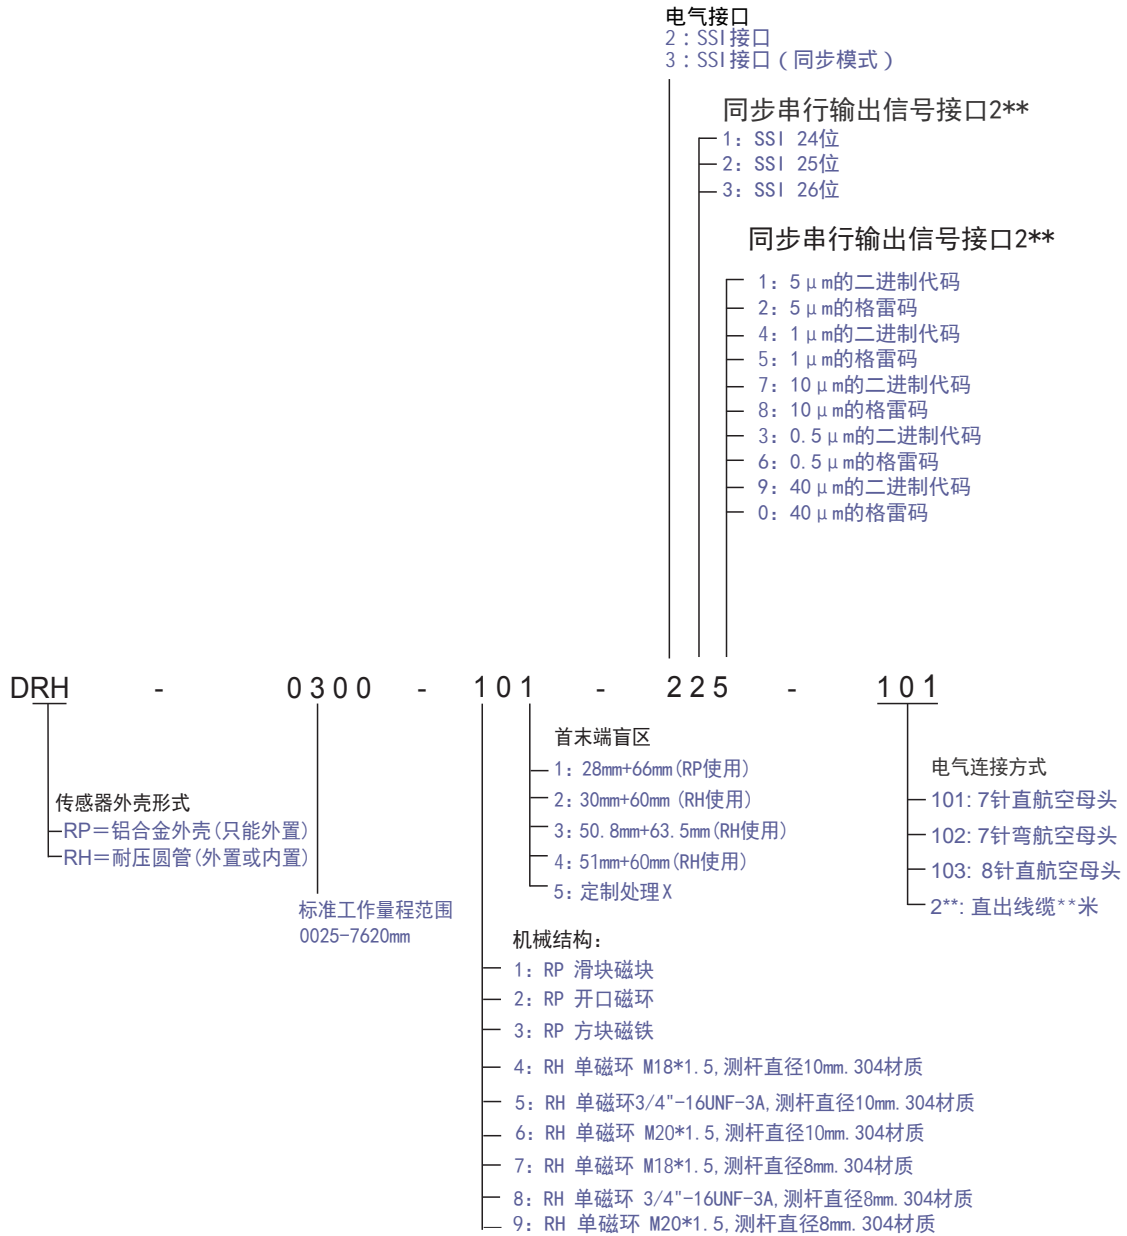 电气接口
2：SSI接口
3：SSI接口（同步模式）
同步串行输出信号接口2**
1: SSI 24位
2: SSI 25位
3: SSI 26位
同步串行输出信号接口2**
1: 5μm的二进制代码
2: 5μm的格雷码
4: 1μm的二进制代码
5: 1μm的格雷码
7: 10μm的二进制代码
8: 10μm的格雷码
3: 0.5μm的二进制代码
6: 0.5μm的格雷码
9: 40μm的二进制代码
0: 40μm的格雷码
DRH - 0300 - 101 - 225 - 101
传感器外壳形式
RP=铝合金外壳(只能外置)
RH=耐压圆管(外置或内置)
标准工作量程范围
0025-7620mm
首末端盲区
1: 28mm+66mm(RP使用)
2: 30mm+60mm (RH使用)
3: 50.8mm+63.5mm(RH使用)
4: 51mm+60mm(RH使用)
5: 定制处理X
电气连接方式
101: 7针直航空母头
102: 7针弯航空母头
103: 8针直航空母头
2**: 直出线缆**米
机械结构:
1: RP 滑块磁块
2: RP 开口磁环
3: RP 方块磁铁
4: RH 单磁环 M18*1.5,测杆直径10mm.304材质
5: RH 单磁环3/4"-16UNF-3A,测杆直径10mm.304材质
6: RH 单磁环 M20*1.5,测杆直径10mm.304材质
7: RH 单磁环 M18*1.5,测杆直径8mm.304材质
8: RH 单磁环 3/4"-16UNF-3A,测杆直径8mm.304材质
9: RH 单磁环 M20*1.5,测杆直径8mm.304材质